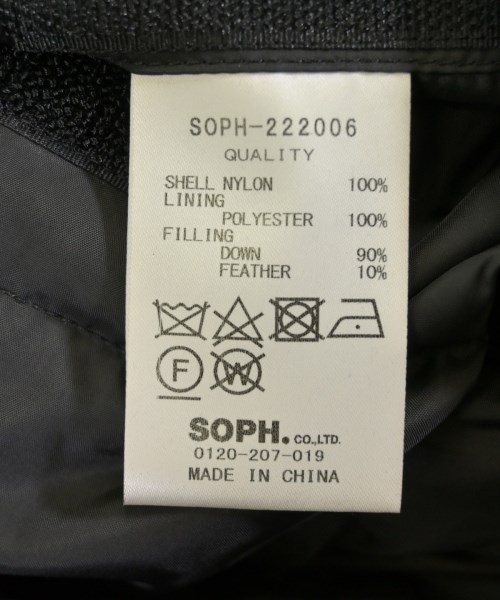 SOPH-222006
QUALITY
SHELL NYLON 100%
LINING
POLYESTER 100%
FILLING
DOWN 90%
FEATHER 10%
F W
SOPH. CO.,LTD.
0120-207-019
MADE IN CHINA